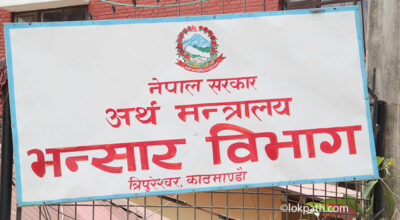 नेपाल सरकार
अर्थ मन्त्रालय
भन्सार विभाग
त्रिपुरेश्वर, काठमाण्डौ
©lokpath.com